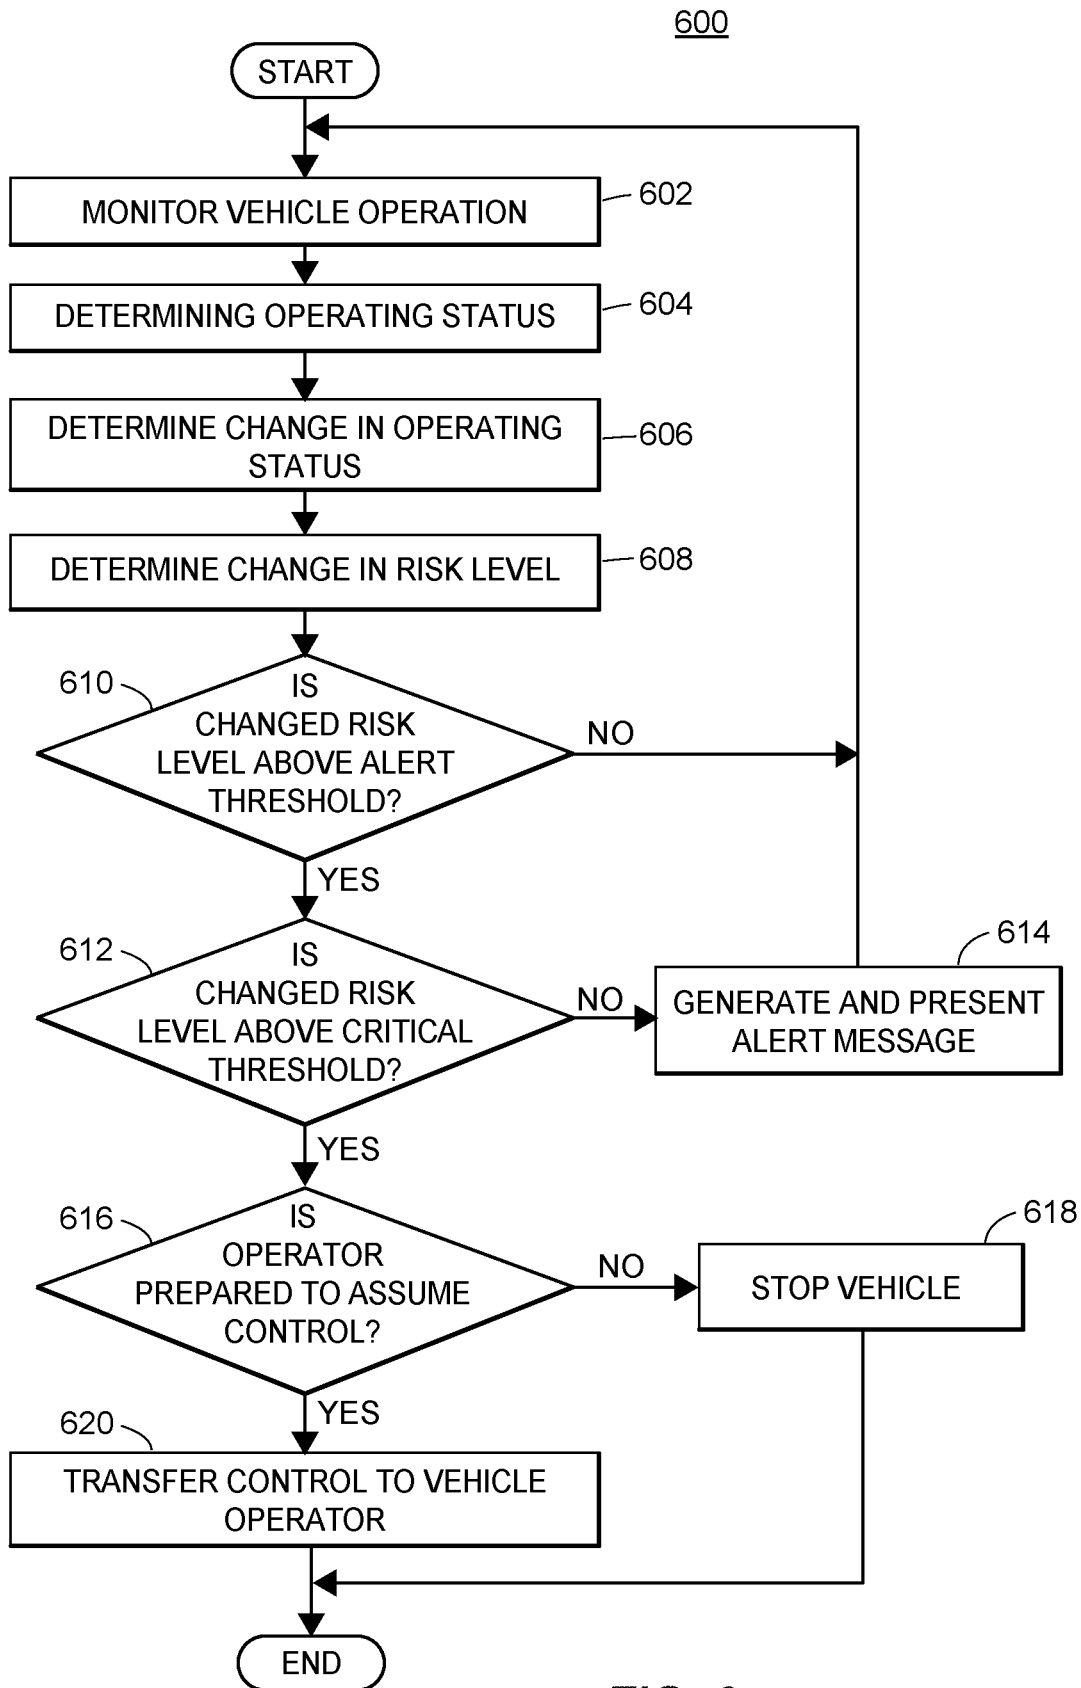 600
START
MONITOR VEHICLE OPERATION
602
DETERMINING OPERATING STATUS
604
DETERMINE CHANGE IN OPERATING
STATUS
606
DETERMINE CHANGE IN RISK LEVEL
608
610
IS
CHANGED RISK
LEVEL ABOVE ALERT
THRESHOLD?
NO
YES
612
IS
CHANGED RISK
LEVEL ABOVE CRITICAL
THRESHOLD?
NO
614
GENERATE AND PRESENT
ALERT MESSAGE
YES
616
IS
OPERATOR
PREPARED TO ASSUME
CONTROL?
NO
618
STOP VEHICLE
YES
620
TRANSFER CONTROL TO VEHICLE
OPERATOR
END